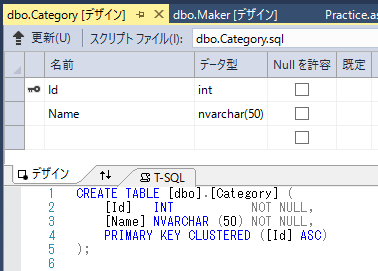 dbo.Category [デザイン] dbo.Maker [デザイン] Practice.as
更新(U) スクリプト ファイル(I): dbo.Category.sql
名前 データ型 Null を許容 既定
Id int
Name nvarchar(50)
デザイン T-SQL
1 CREATE TABLE [dbo].[Category] (
2 [Id] INT NOT NULL,
3 [Name] NVARCHAR (50) NOT NULL,
4 PRIMARY KEY CLUSTERED ([Id] ASC)
5 );
6